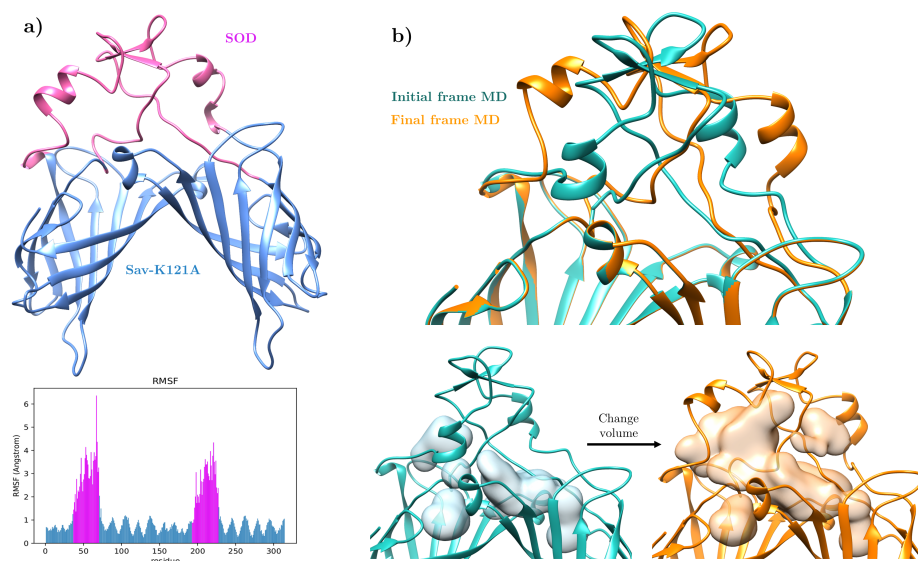 a)
SOD
Sav-K121A
RMSF
RMSF (Angstrom)
6
5
4
3
2
1
0
0
50
100
150
200
250
300
residue
b)
Initial frame MD
Final frame MD
Change
volume